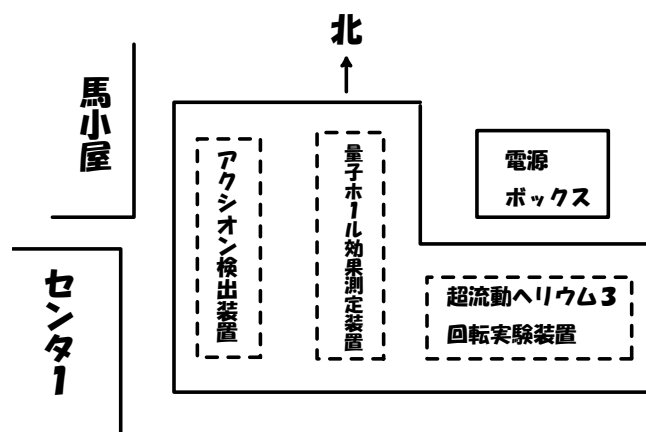 北
馬小屋
アクシオン検出装置
量子ホール効果測定装置
電源
ボックス
センター
超流動ヘリウム3
回転実験装置